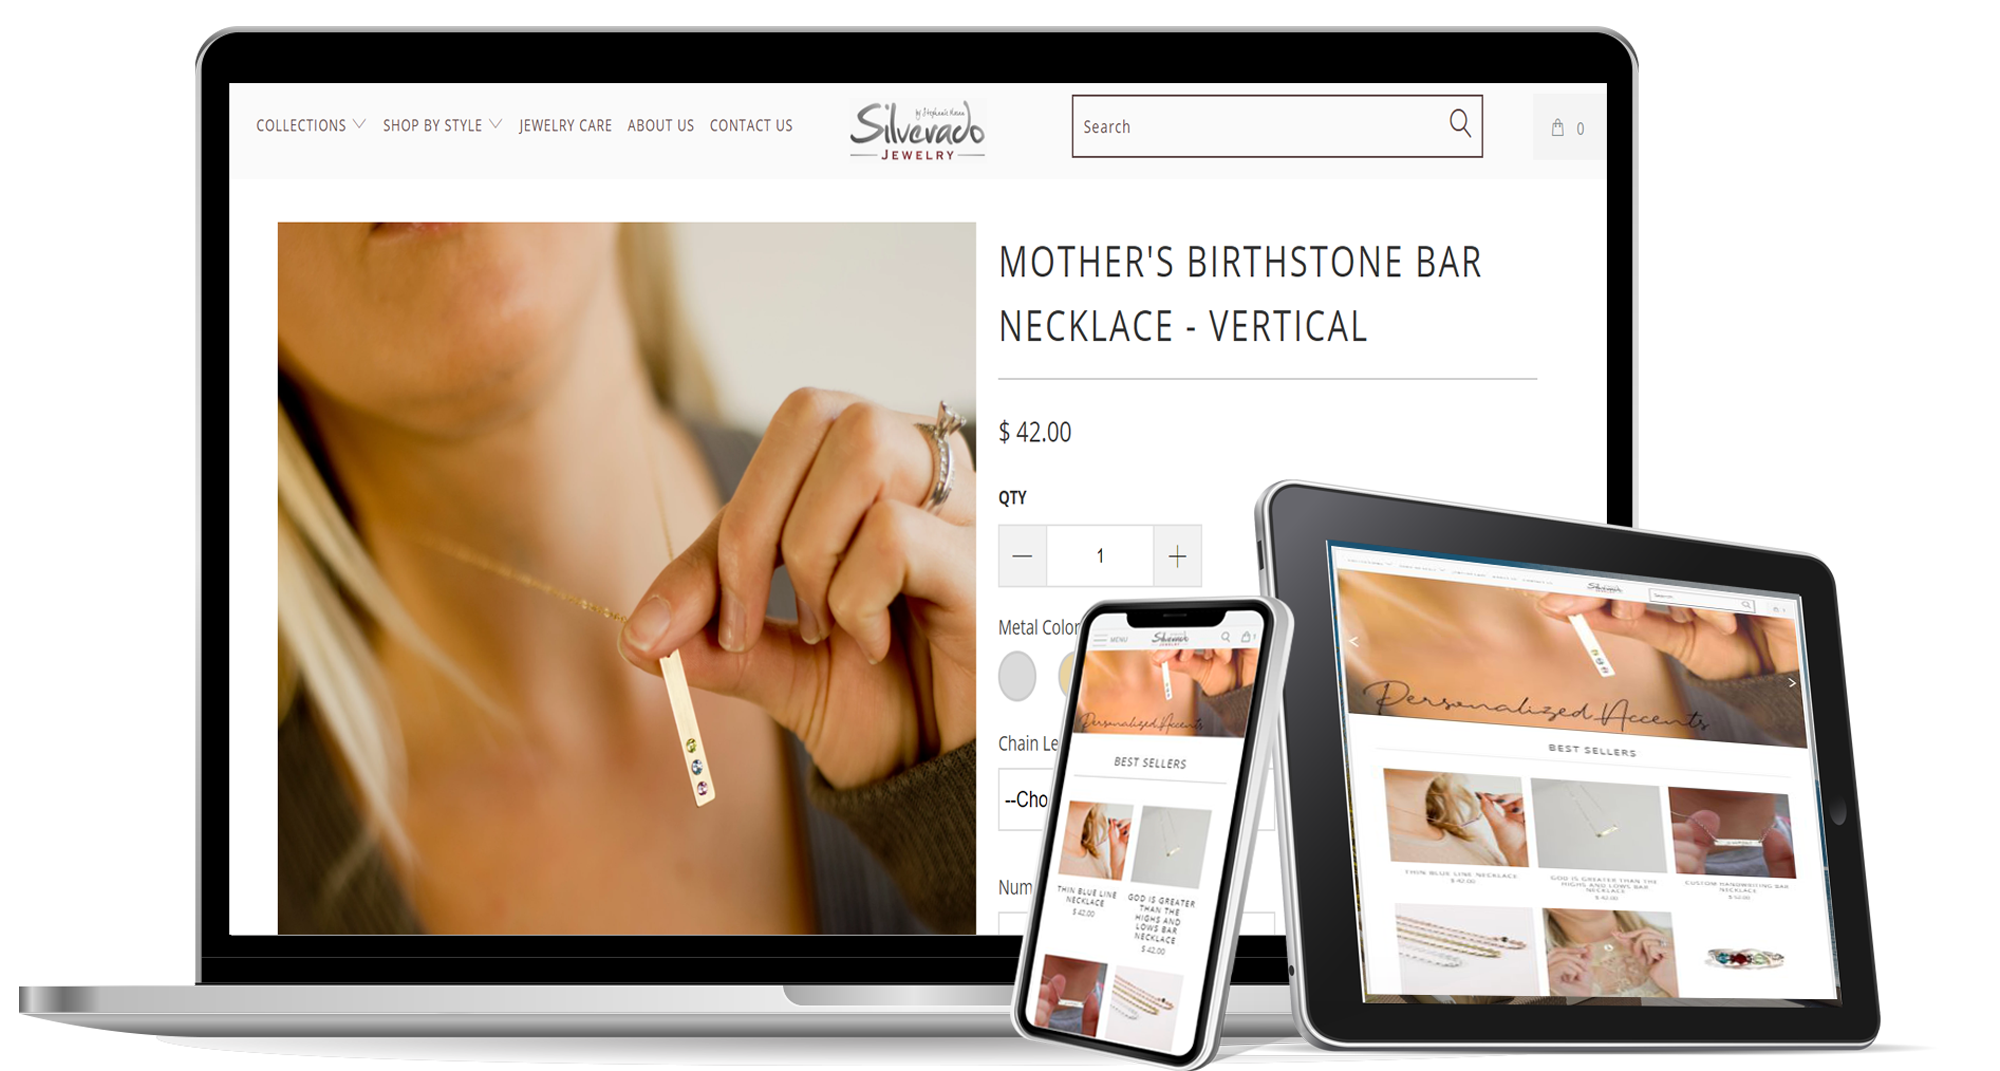 COLLECTIONS SHOP BY STYLE JEWELRY CARE ABOUT US CONTACT US
Silverado
JEWELRY
Search
0
MOTHER'S BIRTHSTONE BAR
NECKLACE - VERTICAL
$ 42.00
QTY
1
Metal Color
Chain Le
--Cho
Num
MENU
Silverado
JEWELRY
Personalized Accents
BEST SELLERS
THIN BLUE LINE
NECKLACE
$ 42.00
GOD IS GREATER
THAN THE
HIGHS AND
LOWS BAR
NECKLACE
$ 42.00
Silverado
Search
Personalized Accents
BEST SELLERS
THIN BLUE LINE NECKLACE
$ 42.00
GOD IS GREATER THAN THE
HIGHS AND LOWS BAR
NECKLACE
$ 42.00
CUSTOM HANDWRITING BAR
NECKLACE
$ 52.00